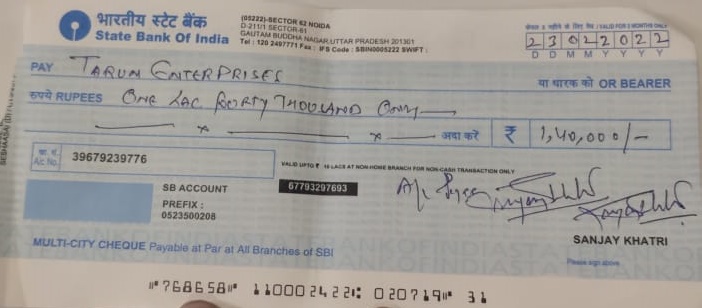 भारतीय स्टेट बैंक
State Bank Of India
(05222)-SECTOR 62 NOIDA
D-211/1 SECTOR-61
GAUTAM BUDDHA NAGAR, UTTAR PRADESH 201301
Tel : 120 2497771 Fax : IFS Code : SBIN0005222 SWIFT :
VALID FOR 3 MONTHS ONLY
2 3 0 2 2 0 2 2
D D M M Y Y Y Y
PAY TARUN ENTERPRISES या धारक को OR BEARER
रुपये RUPEES ONE LAC FORTY THOUSAND ONLY
अदा करें ₹ 1,40,000/-
खा. सं. A/c No. 39679239776
VALID UPTO ₹ 10 LACS AT NON-HOME BRANCH FOR NON-CASH TRANSACTION ONLY
SB ACCOUNT 67793297693
PREFIX :
0523500208
SANJAY KHATRI
MULTI-CITY CHEQUE Payable at Par at All Branches of SBI
Please sign above
"768658" 110002422: 020719" 31